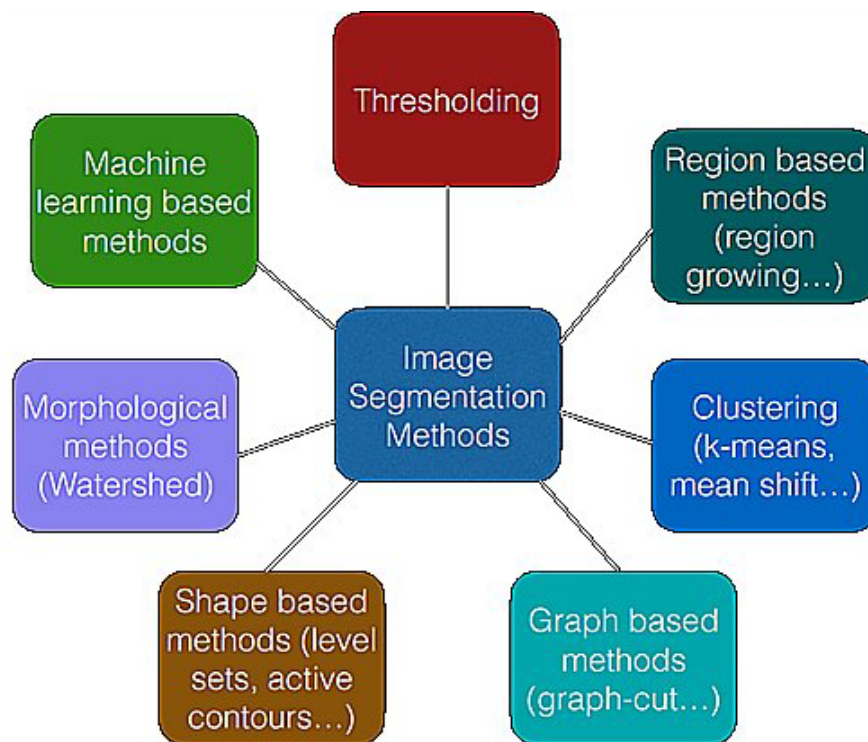 Thresholding
Machine
learning based
methods
Region based
methods
(region
growing…)
Image
Segmentation
Methods
Morphological
methods
(Watershed)
Clustering
(k-means,
mean shift…)
Shape based
methods (level
sets, active
contours…)
Graph based
methods
(graph-cut…)